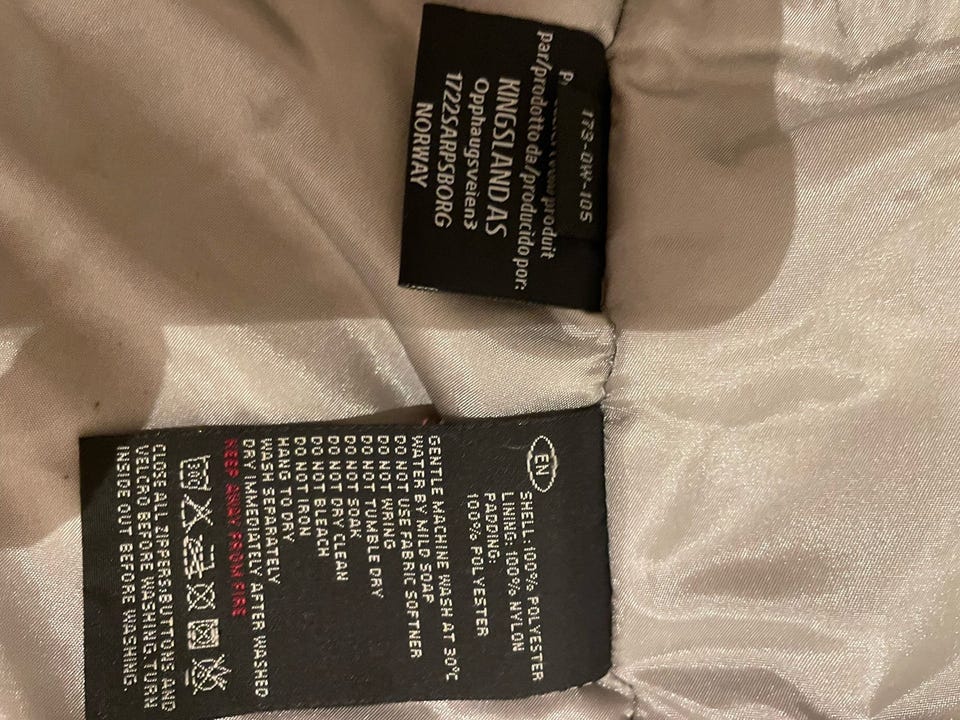 173-DW-105
produit
par/prodotto da/producido por:
KINGSLAND AS
Opphaugsveien3
1722SARPSBORG
NORWAY
EN
SHELL: 100% POLYESTER
LINING: 100% NYLON
PADDING:
100% POLYESTER
GENTLE MACHINE WASH AT 30°C
WATER BY MILD SOAP
DO NOT USE FABRIC SOFTNER
DO NOT WRING
DO NOT TUMBLE DRY
DO NOT SOAK
DO NOT DRY CLEAN
DO NOT BLEACH
DO NOT IRON
HANG TO DRY
WASH SEPARATELY
DRY IMMEDIATELY AFTER WASHED
KEEP AWAY FROM FIRE
CLOSE ALL ZIPPERS, BUTTONS AND
VELCRO BEFORE WASHING. TURN
INSIDE OUT BEFORE WASHING.